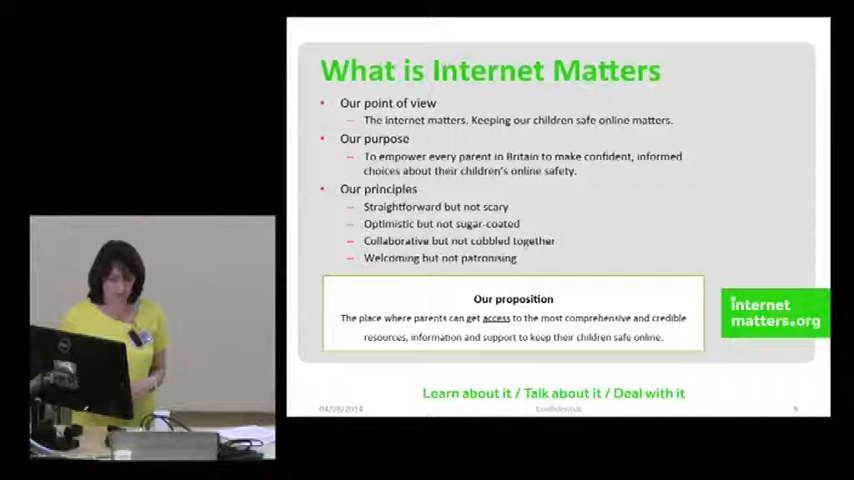 What is Internet Matters
• Our point of view
– The internet matters. Keeping our children safe online matters.
• Our purpose
– To empower every parent in Britain to make confident, informed
choices about their children's online safety.
• Our principles
– Straightforward but not scary
– Optimistic but not sugar-coated
– Collaborative but not cobbled together
– Welcoming but not patronising
Our proposition
The place where parents can get access to the most comprehensive and credible
resources, information and support to keep their children safe online.
internet
matters.org
Learn about it / Talk about it / Deal with it
04/08/2014 Confidential 9
DELL